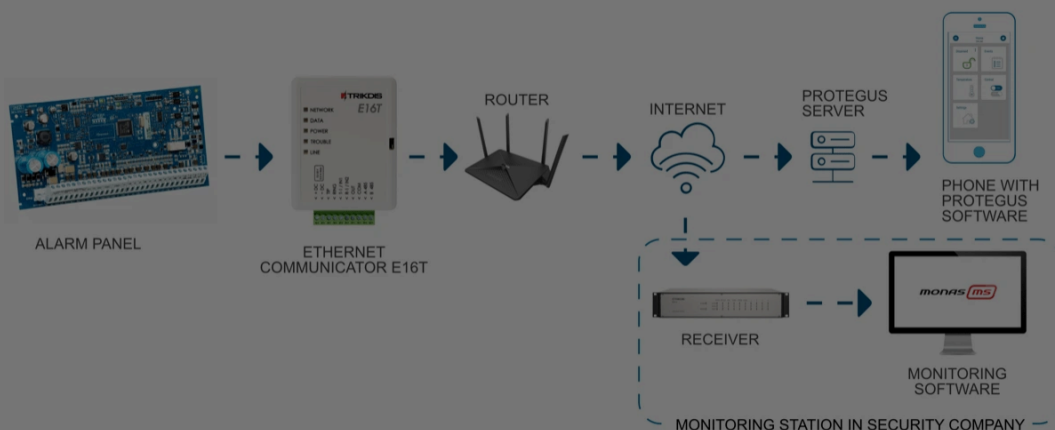 TRIKDIS
E16T
NETWORK
DATA
POWER
TROUBLE
LINE
ALARM PANEL
ETHERNET
COMMUNICATOR E16T
ROUTER
INTERNET
PROTEGUS
SERVER
PHONE WITH
PROTEGUS
SOFTWARE
RECEIVER
MONAS MS
MONITORING
SOFTWARE
MONITORING STATION IN SECURITY COMPANY